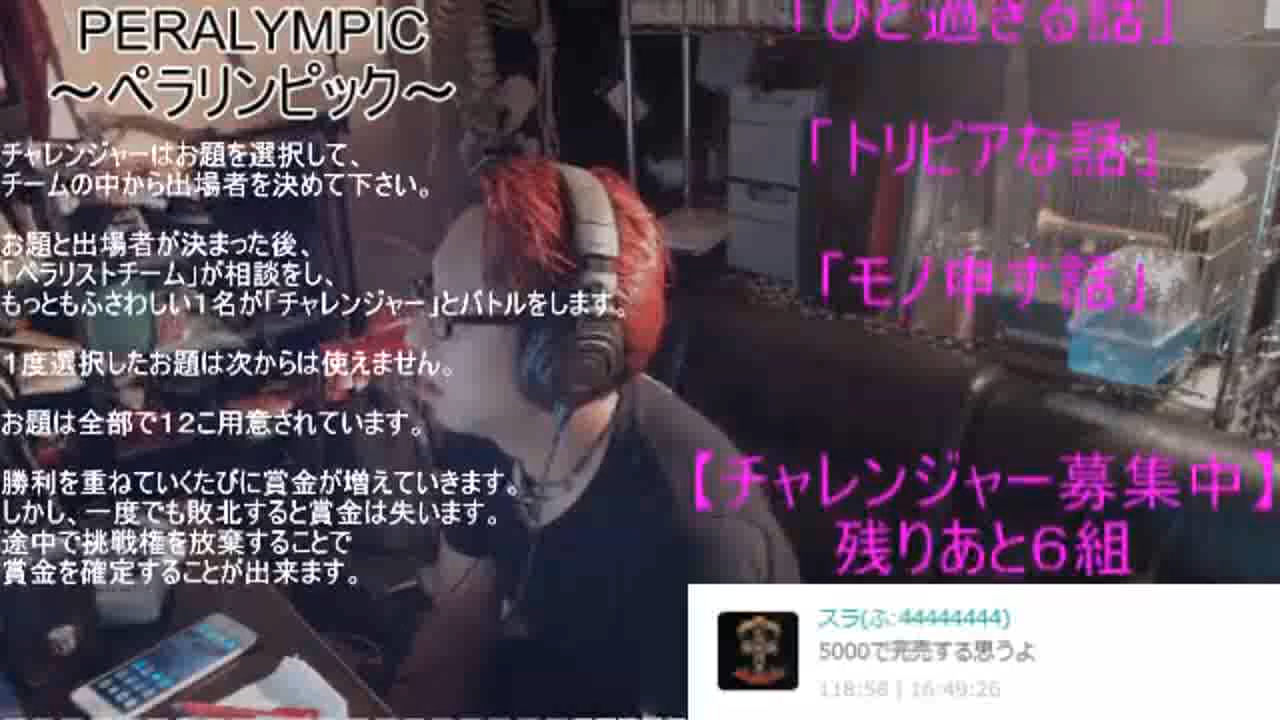 PERALYMPIC
～ペラリンピック～
チャレンジャーはお題を選択して、
チームの中から出場者を決めて下さい。
お題と出場者が決まった後、
「ペラリストチーム」が相談をし、
もっともふさわしい１名が「チャレンジャー」とバトルをします。
１度選択したお題は次からは使えません。
お題は全部で１２こ用意されています。
勝利を重ねていくたびに賞金が増えていきます。
しかし、一度でも敗北すると賞金は失います。
途中で挑戦権を放棄することで
賞金を確定することが出来ます。
「ひと過ぎる話」
「トリビアな話」
「モノ申す話」
【チャレンジャー募集中】
残りあと６組
スラ(ふ:44444444)
5000で完売する思うよ
118:58 | 16:49:26